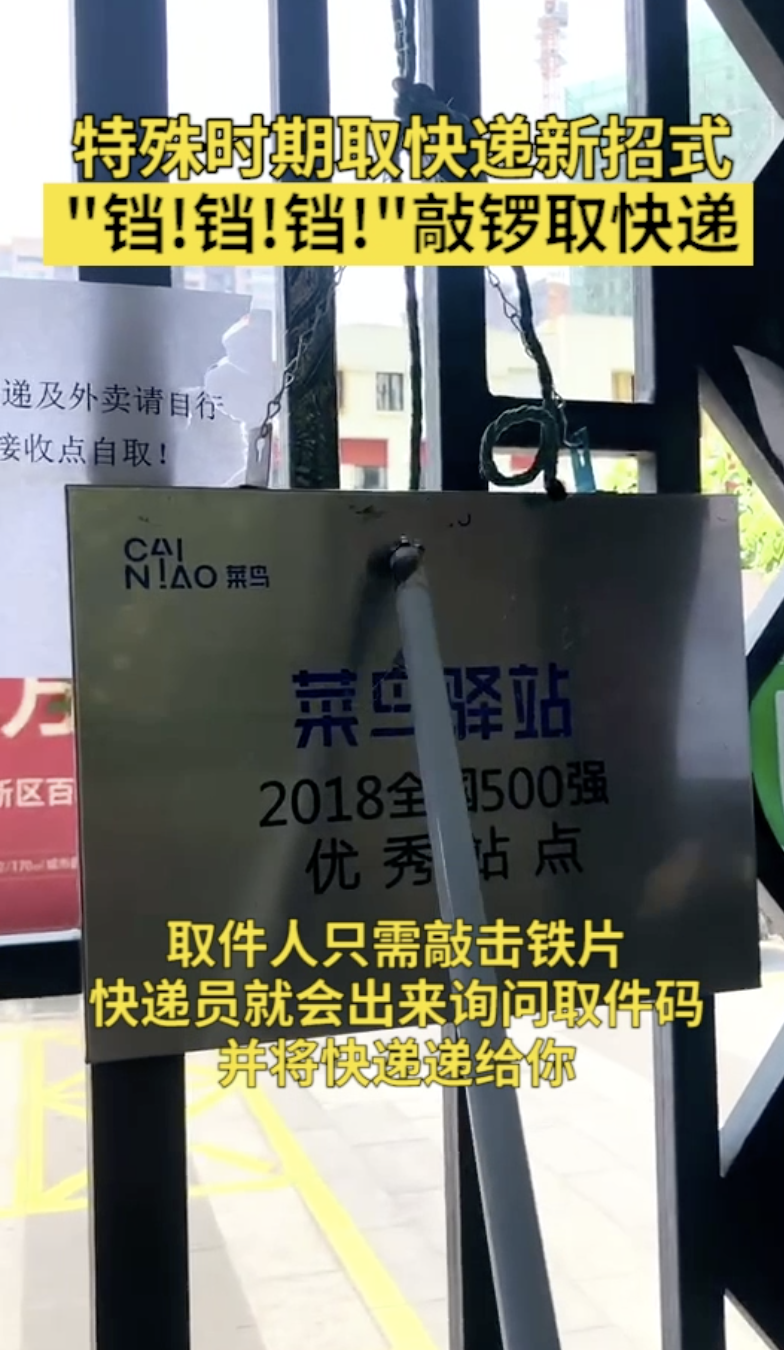 特殊时期取快递新招式
"铛!铛!铛!"敲锣取快递
递及外卖请自行
接收点自取!
CAI
NIAO 菜鸟
菜鸟驿站
2018全国500强
优秀站点
新区百
取件人只需敲击铁片
快递员就会出来询问取件码
并将快递递给你